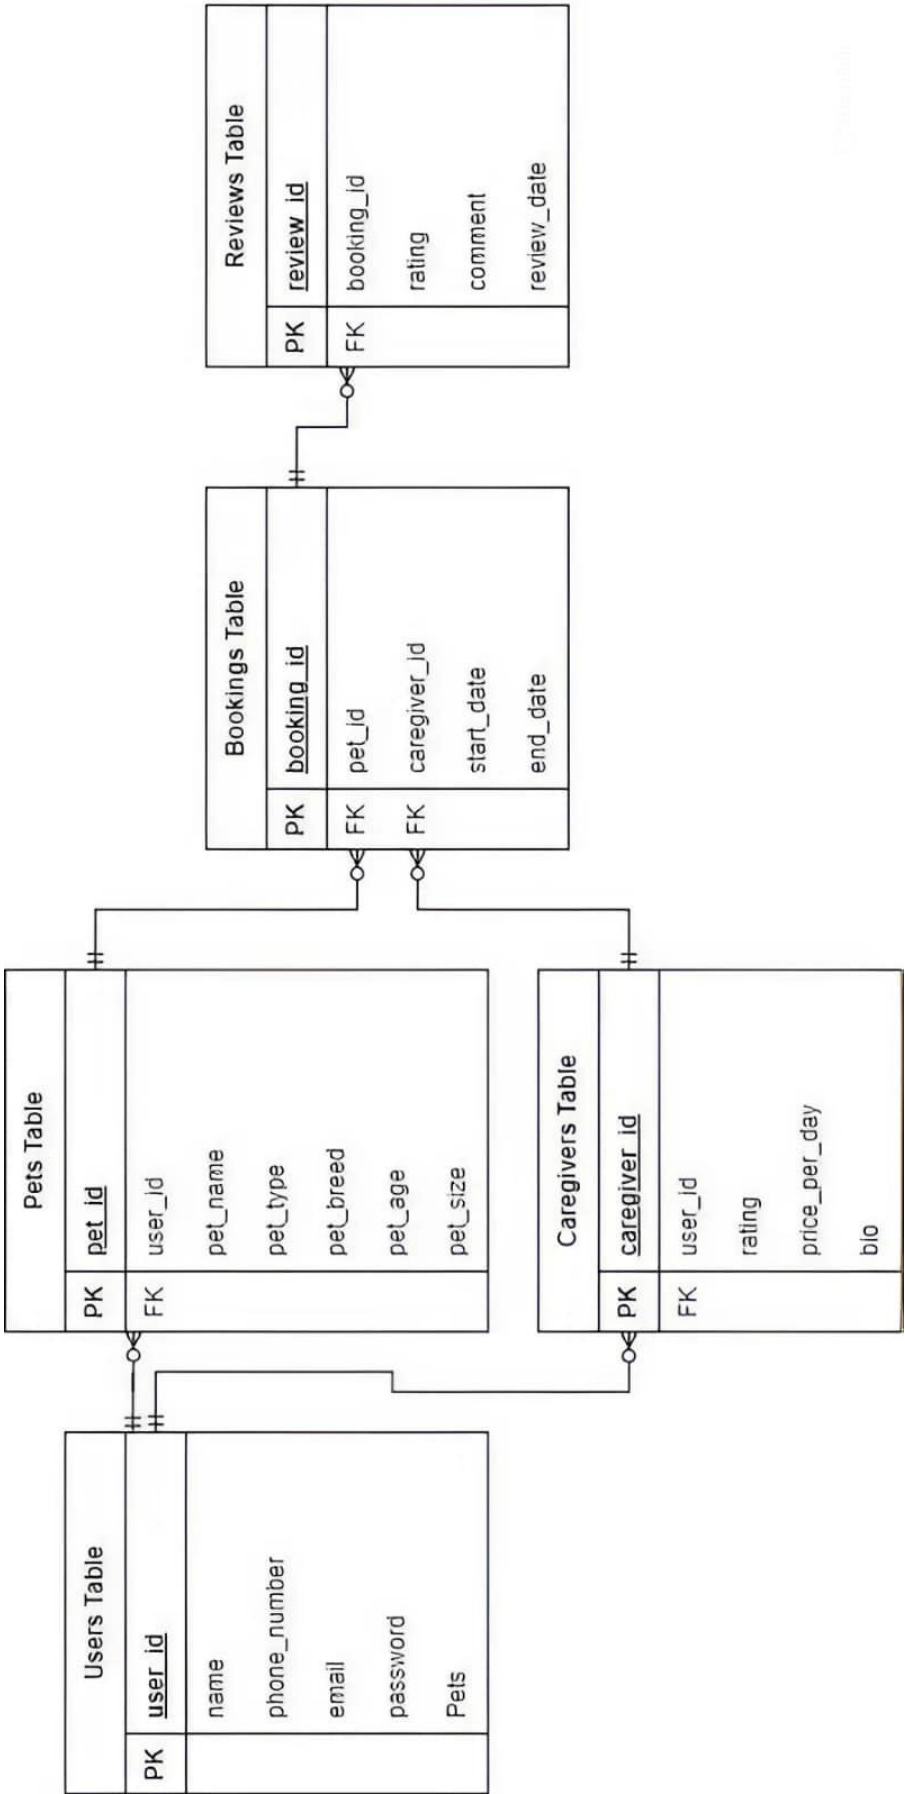 Users Table
PK user_id
name
phone_number
email
password
Pets
Pets Table
PK pet_id
FK user_id
pet_name
pet_type
pet_breed
pet_age
pet_size
Caregivers Table
PK caregiver_id
FK user_id
rating
price_per_day
bio
Bookings Table
PK booking_id
FK pet_id
FK caregiver_id
start_date
end_date
Reviews Table
PK review_id
FK booking_id
rating
comment
review_date